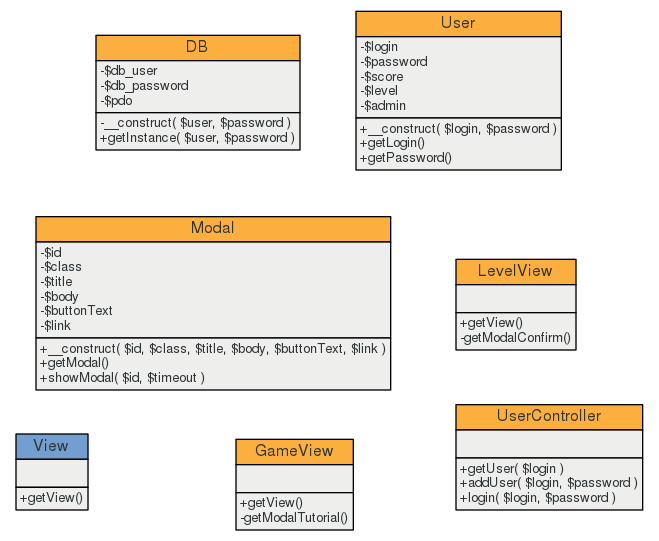 DB
-$db_user
-$db_password
-$pdo
-__construct( $user, $password )
+getInstance( $user, $password )
User
-$login
-$password
-$score
-$level
-$admin
+__construct( $login, $password )
+getLogin()
+getPassword()
Modal
-$id
-$class
-$title
-$body
-$buttonText
-$link
+__construct( $id, $class, $title, $body, $buttonText, $link )
+getModal()
+showModal( $id, $timeout )
LevelView
+getView()
-getModalConfirm()
View
+getView()
GameView
+getView()
-getModalTutorial()
UserController
+getUser( $login )
+addUser( $login, $password )
+login( $login, $password )